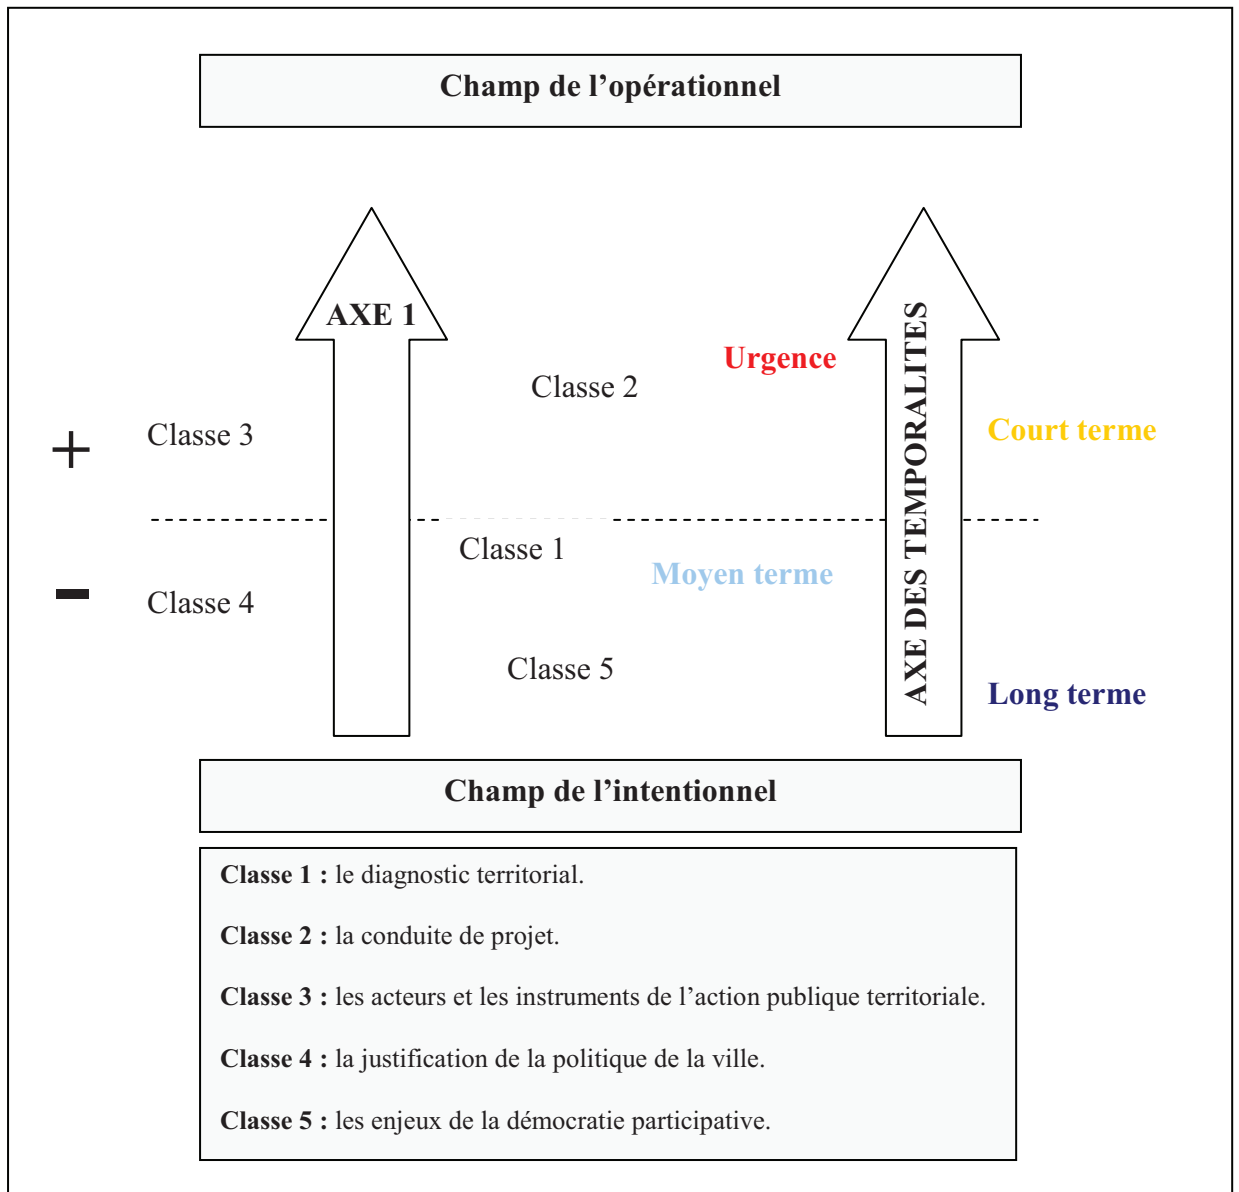 Champ de l’opérationnel
AXE 1
AXE DES TEMPORALITES
Urgence
Classe 2
Court terme
+
Classe 3
Classe 1
Moyen terme
-
Classe 4
Classe 5
Long terme
Champ de l’intentionnel
Classe 1 : le diagnostic territorial.
Classe 2 : la conduite de projet.
Classe 3 : les acteurs et les instruments de l’action publique territoriale.
Classe 4 : la justification de la politique de la ville.
Classe 5 : les enjeux de la démocratie participative.